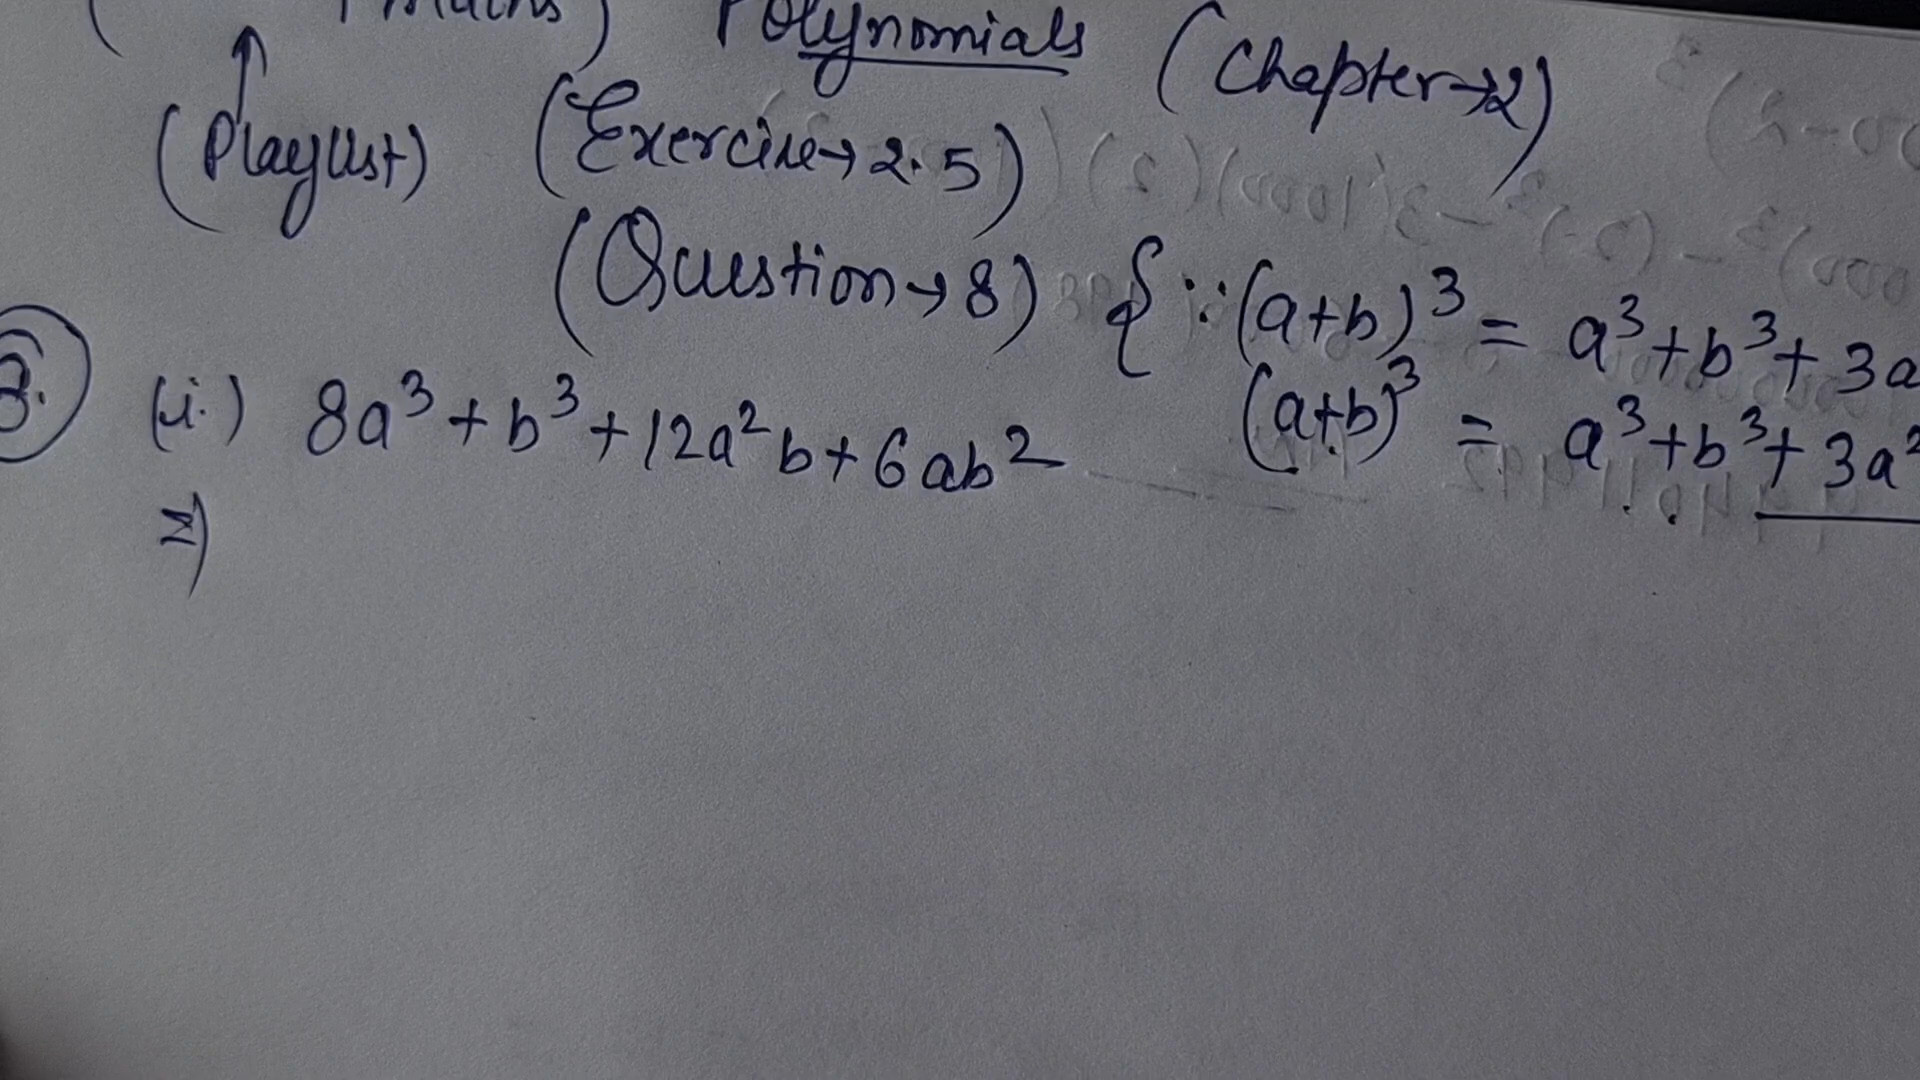 Maths) Polynomials (Chapter→2)
(Playlist) (Exercise→2.5)
(Question→8) {∵(a+b)³ = a³+b³+3a
8. (i.) 8a³+b³+12a²b+6ab² (a+b)³ = a³+b³+3a²
⇒)